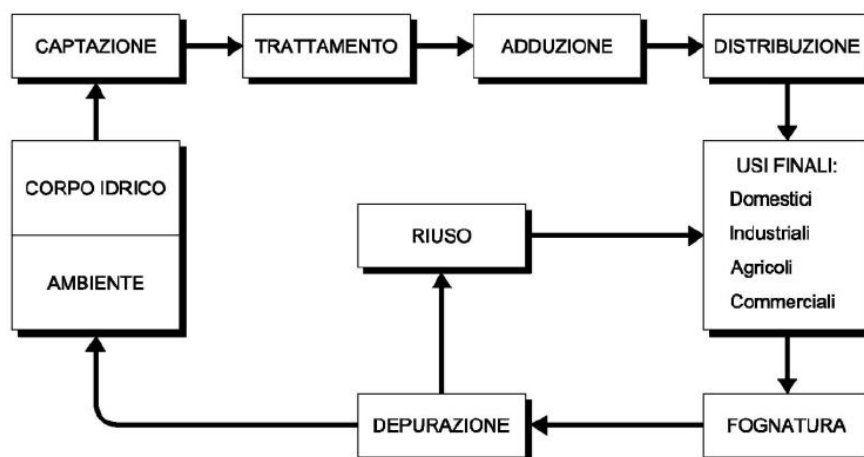 CAPTAZIONE
TRATTAMENTO
ADDUZIONE
DISTRIBUZIONE
CORPO IDRICO
AMBIENTE
RIUSO
USI FINALI:
Domestici
Industriali
Agricoli
Commerciali
DEPURAZIONE
FOGNATURA